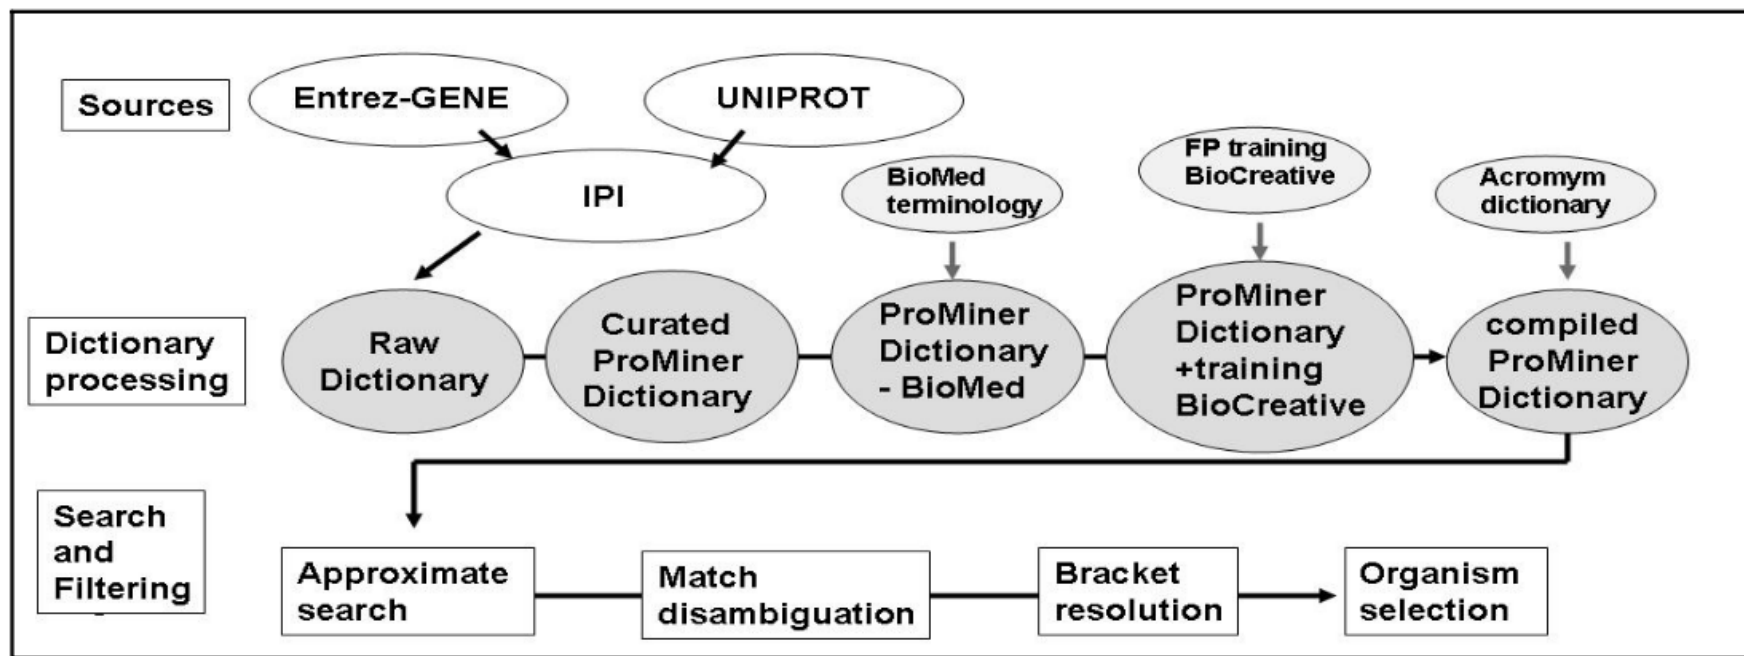 Sources
Entrez-GENE
UNIPROT
IPI
BioMed
terminology
FP training
BioCreative
Acromym
dictionary
Dictionary
processing
Raw
Dictionary
Curated
ProMiner
Dictionary
ProMiner
Dictionary
- BioMed
ProMiner
Dictionary
+training
BioCreative
compiled
ProMiner
Dictionary
Search
and
Filtering
Approximate
search
Match
disambiguation
Bracket
resolution
Organism
selection